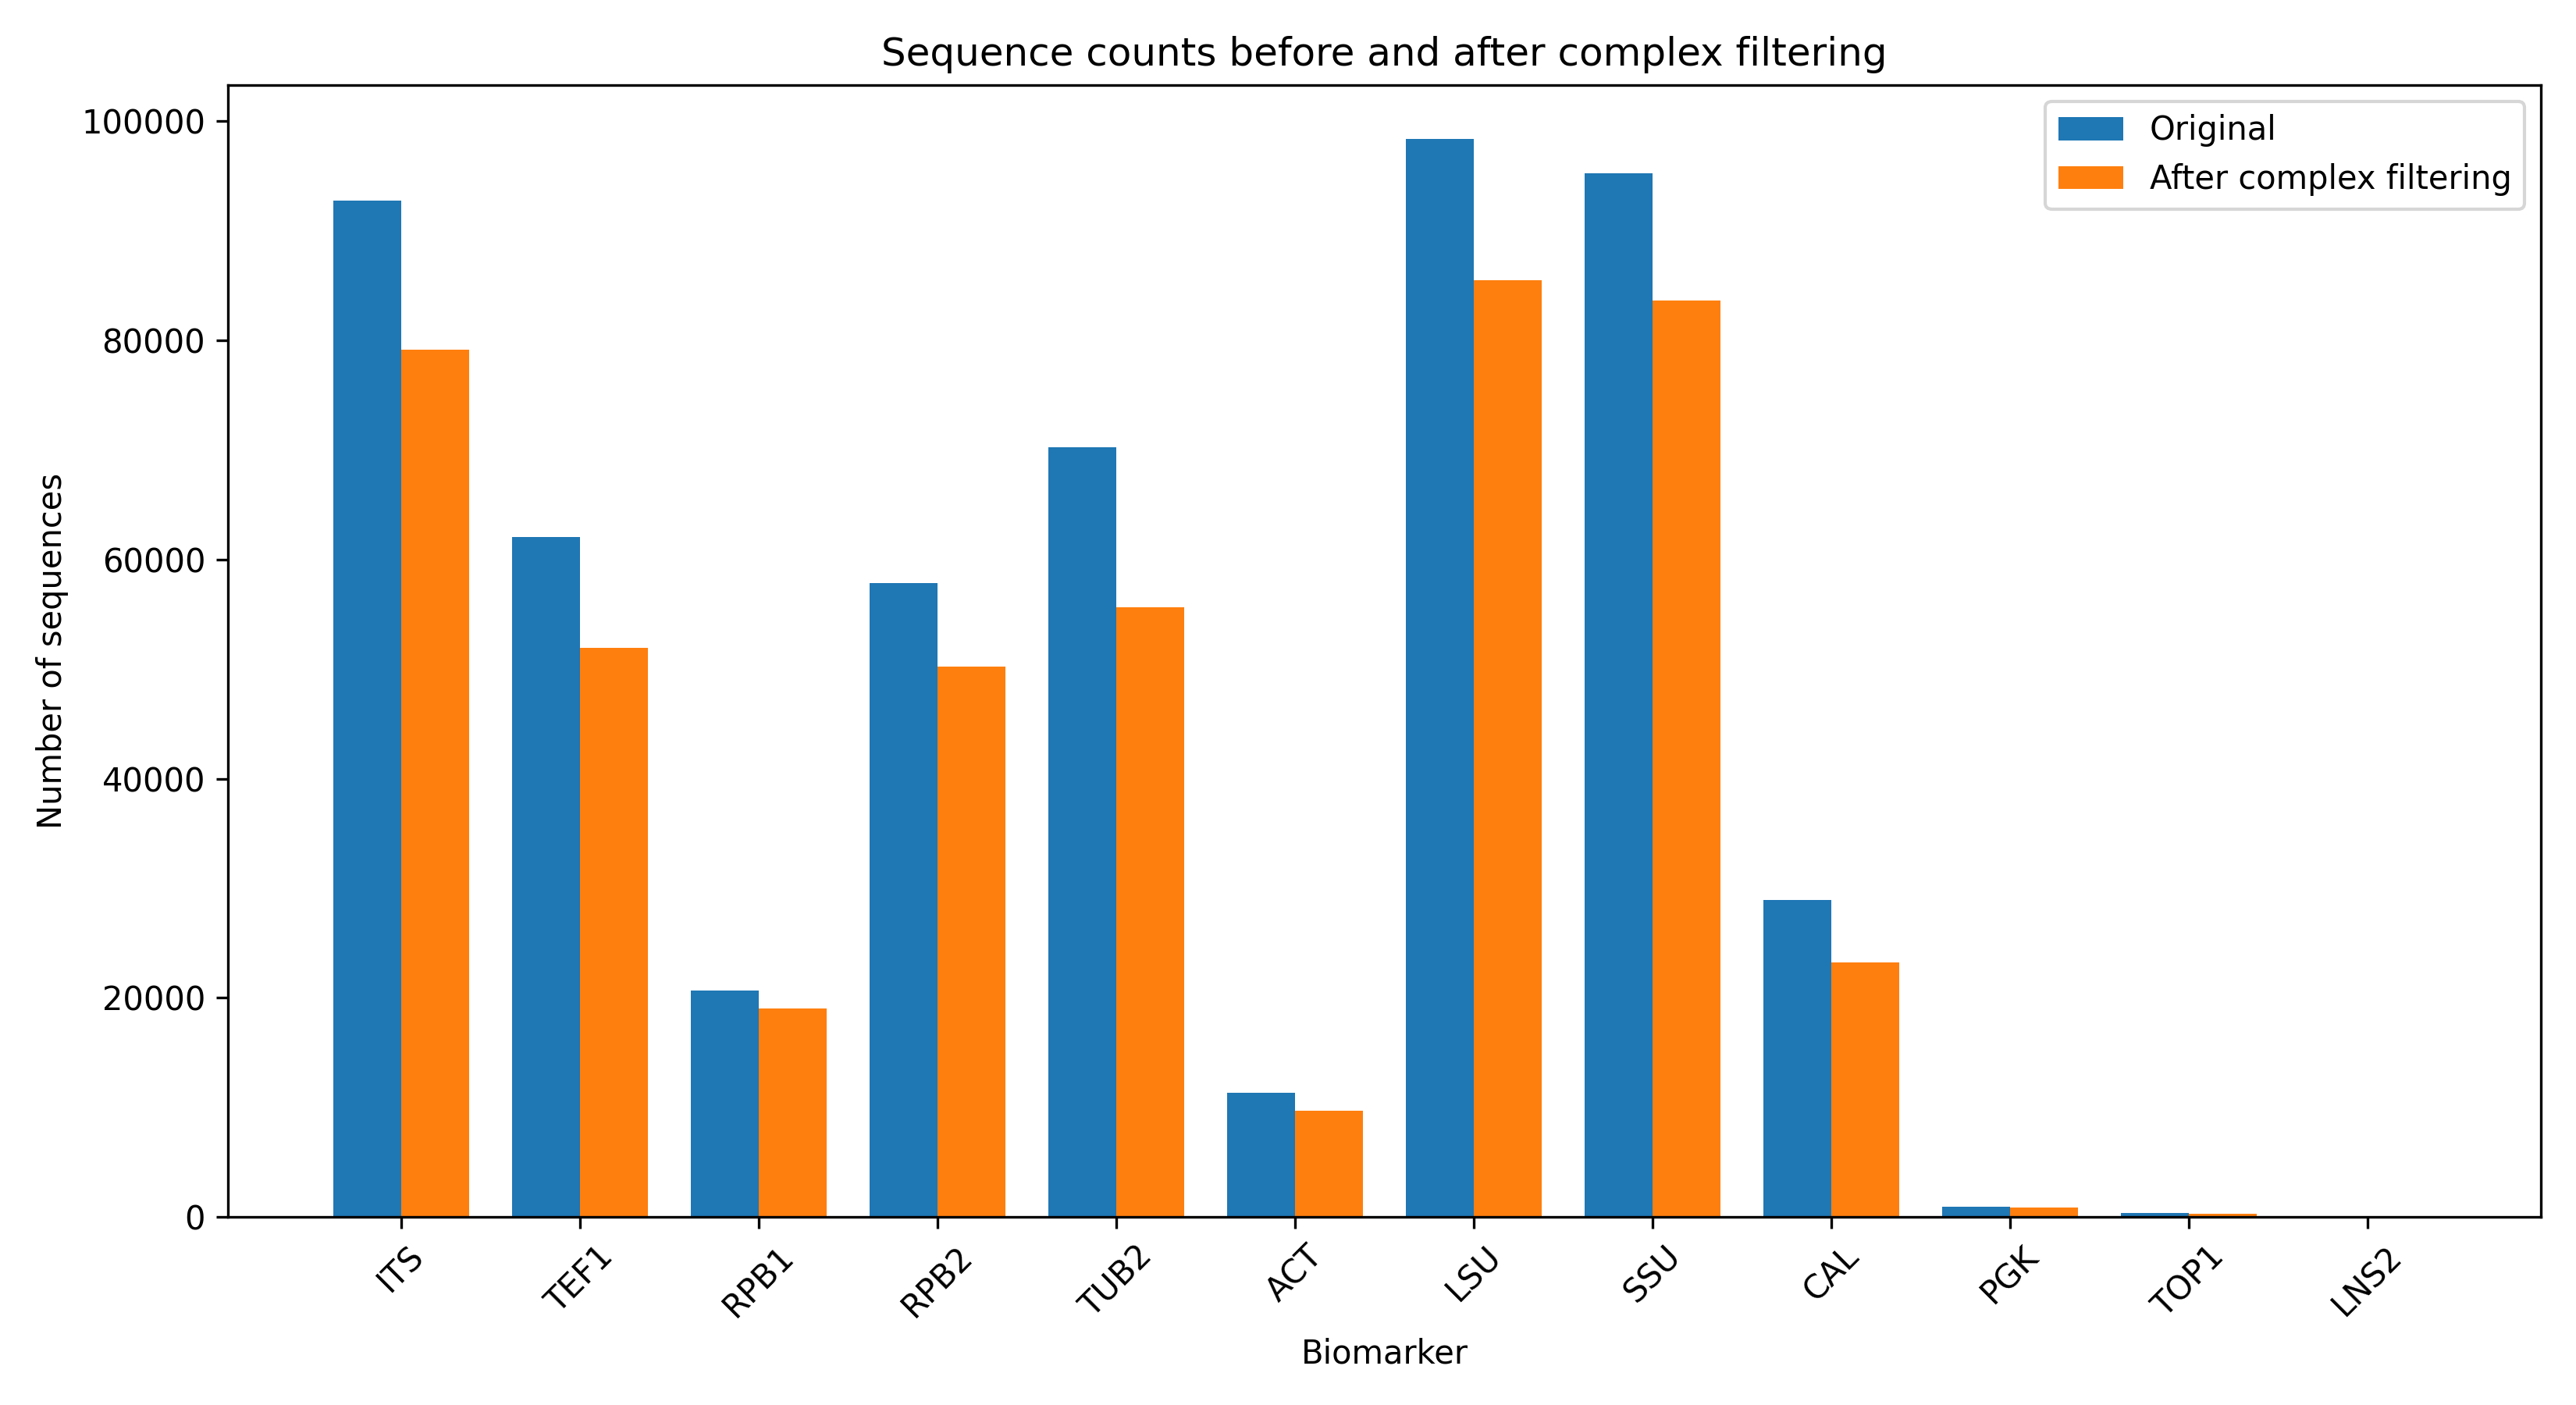 Sequence counts before and after complex filtering
Original
After complex filtering
Number of sequences
100000
80000
60000
40000
20000
0
ITS
TEF1
RPB1
RPB2
TUB2
ACT
LSU
SSU
CAL
PGK
TOP1
LNS2
Biomarker